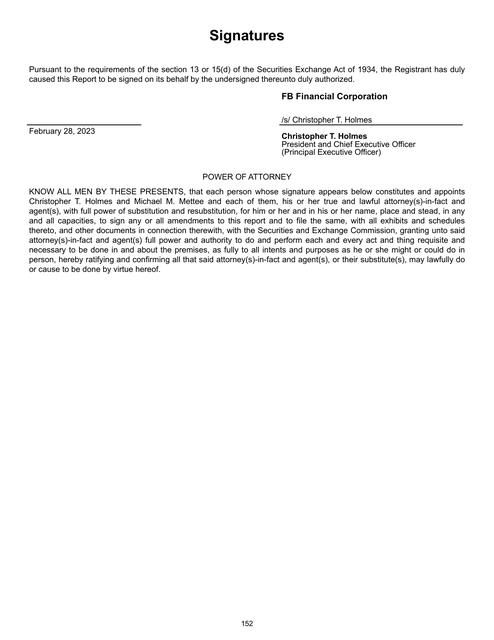 Signatures
Pursuant to the requirements of the section 13 or 15(d) of the Securities Exchange Act of 1934, the Registrant has duly
caused this Report to be signed on its behalf by the undersigned thereunto duly authorized.
FB Financial Corporation
/s/ Christopher T. Holmes
February 28, 2023
Christopher T. Holmes
President and Chief Executive Officer
(Principal Executive Officer)
POWER OF ATTORNEY
KNOW ALL MEN BY THESE PRESENTS, that each person whose signature appears below constitutes and appoints
Christopher T. Holmes and Michael M. Mettee and each of them, his or her true and lawful attorney(s)-in-fact and
agent(s), with full power of substitution and resubstitution, for him or her and in his or her name, place and stead, in any
and all capacities, to sign any or all amendments to this report and to file the same, with all exhibits and schedules
thereto, and other documents in connection therewith, with the Securities and Exchange Commission, granting unto said
attorney(s)-in-fact and agent(s) full power and authority to do and perform each and every act and thing requisite and
necessary to be done in and about the premises, as fully to all intents and purposes as he or she might or could do in
person, hereby ratifying and confirming all that said attorney(s)-in-fact and agent(s), or their substitute(s), may lawfully do
or cause to be done by virtue hereof.
152